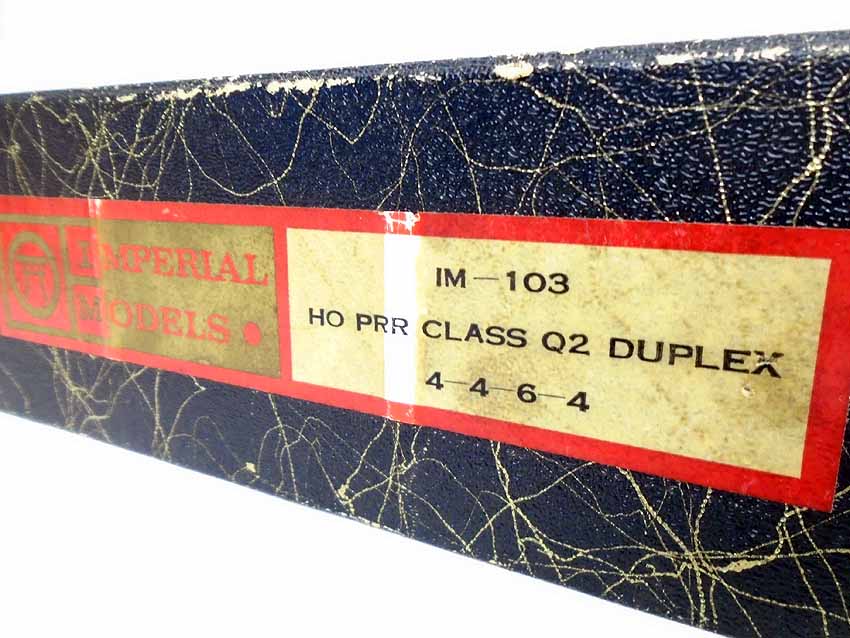 IMPERIAL
MODELS
IM-103
HO PRR CLASS Q2 DUPLEX
4-4-6-4